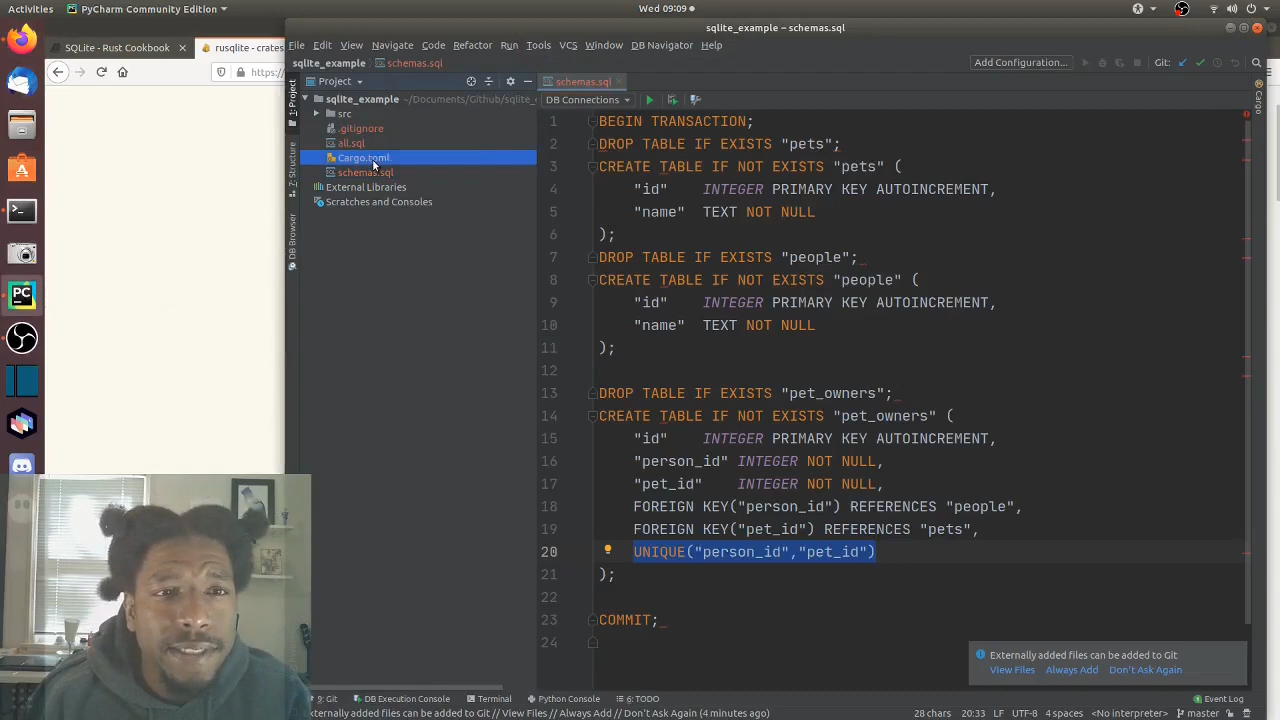 Activities PyCharm Community Edition Wed 09:09
sqlite_example – schemas.sql
SQLite - Rust Cookbook
rusqlite - crates
https:/
File Edit View Navigate Code Refactor Run Tools VCS Window DB Navigator Help
sqlite_example schemas.sql Add Configuration... Git:
Project schemas.sql
DB Connections
sqlite_example ~/Documents/Github/sqlite_
src
.gitignore
all.sql
Cargo.toml
schemas.sql
External Libraries
Scratches and Consoles
1: Project
7: Structure
DB Browser
Cargo
1 BEGIN TRANSACTION;
2 DROP TABLE IF EXISTS "pets";
3 CREATE TABLE IF NOT EXISTS "pets" (
4 "id" INTEGER PRIMARY KEY AUTOINCREMENT,
5 "name" TEXT NOT NULL
6 );
7 DROP TABLE IF EXISTS "people";
8 CREATE TABLE IF NOT EXISTS "people" (
9 "id" INTEGER PRIMARY KEY AUTOINCREMENT,
10 "name" TEXT NOT NULL
11 );
12
13 DROP TABLE IF EXISTS "pet_owners";
14 CREATE TABLE IF NOT EXISTS "pet_owners" (
15 "id" INTEGER PRIMARY KEY AUTOINCREMENT,
16 "person_id" INTEGER NOT NULL,
17 "pet_id" INTEGER NOT NULL,
18 FOREIGN KEY("person_id") REFERENCES "people",
19 FOREIGN KEY("pet_id") REFERENCES "pets",
20 UNIQUE("person_id","pet_id")
21 );
22
23 COMMIT;
24
Externally added files can be added to Git
View Files Always Add Don't Ask Again
9: Git DB Execution Console Terminal Python Console 6: TODO Event Log
Externally added files can be added to Git // View Files // Always Add // Don't Ask Again (4 minutes ago) 28 chars 20:33 LF UTF-8 4 spaces <No interpreter> master